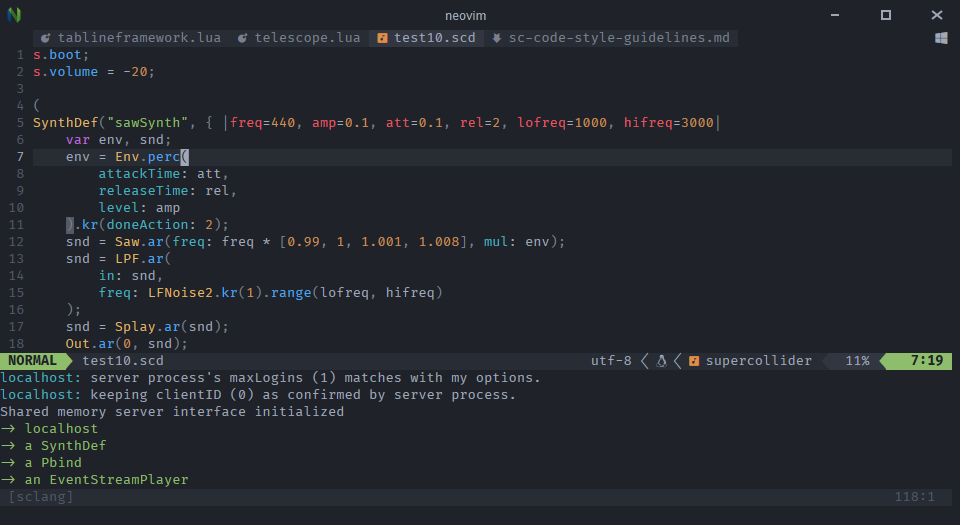 neovim
tablineframework.lua telescope.lua test10.scd sc-code-style-guidelines.md
1 s.boot;
2 s.volume = -20;
3
4 (
5 SynthDef("sawSynth", { |freq=440, amp=0.1, att=0.1, rel=2, lofreq=1000, hifreq=3000|
6     var env, snd;
7     env = Env.perc(
8         attackTime: att,
9         releaseTime: rel,
10         level: amp
11     ).kr(doneAction: 2);
12     snd = Saw.ar(freq: freq * [0.99, 1, 1.001, 1.008], mul: env);
13     snd = LPF.ar(
14         in: snd,
15         freq: LFNoise2.kr(1).range(lofreq, hifreq)
16     );
17     snd = Splay.ar(snd);
18     Out.ar(0, snd);
NORMAL test10.scd utf-8 supercollider 11% 7:19
localhost: server process's maxLogins (1) matches with my options.
localhost: keeping clientID (0) as confirmed by server process.
Shared memory server interface initialized
-> localhost
-> a SynthDef
-> a Pbind
-> an EventStreamPlayer
[sclang] 118:1